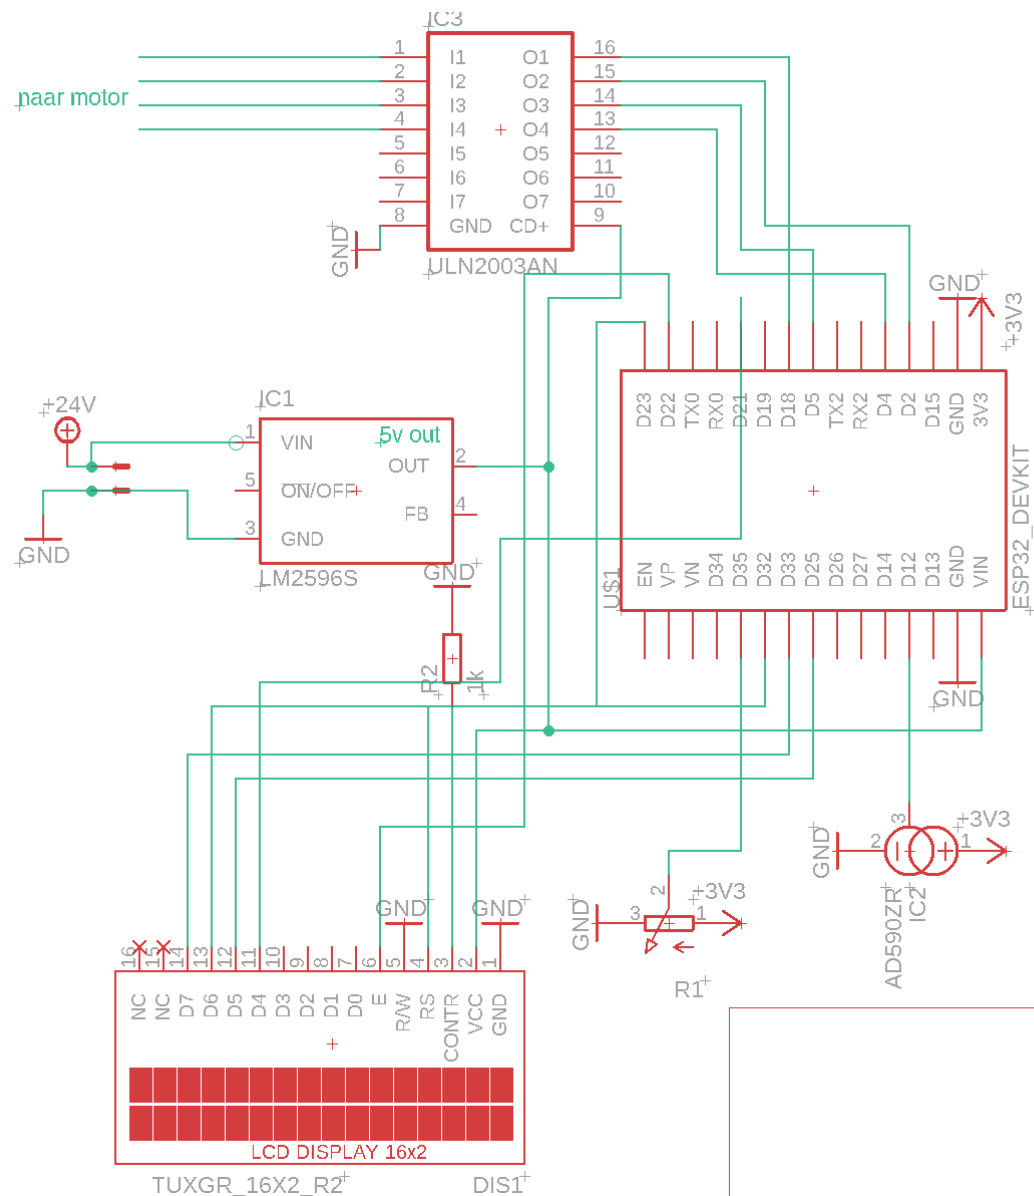 IC3
1 I1 O1 16
2 I2 O2 15
naar motor
3 I3 O3 14
4 I4 O4 13
5 I5 O5 12
6 I6 O6 11
7 I7 O7 10
8 GND CD+ 9
GND
ULN2003AN
GND
+3V3
+24V
IC1
1 VIN
5v out
OUT 2
5 ON/OFF
FB 4
3 GND
GND
LM2596S
D23 D22 TX0 RX0 D21 D19 D18 D5 TX2 RX2 D4 D2 D15 GND 3V3
EN VP VN D34 D35 D32 D33 D25 D26 D27 D14 D12 D13 GND VIN
U$1
ESP32_DEVKIT
GND
R2
1k
GND
3
+3V3
GND
2
1
AD590ZR
IC2
2
+3V3
GND
3
1
R1
GND
GND
16 15 14 13 12 11 10 9 8 7 6 5 4 3 2 1
NC NC D7 D6 D5 D4 D3 D2 D1 D0 E R/W RS CONTR VCC GND
LCD DISPLAY 16x2
TUXGR_16X2_R2
DIS1